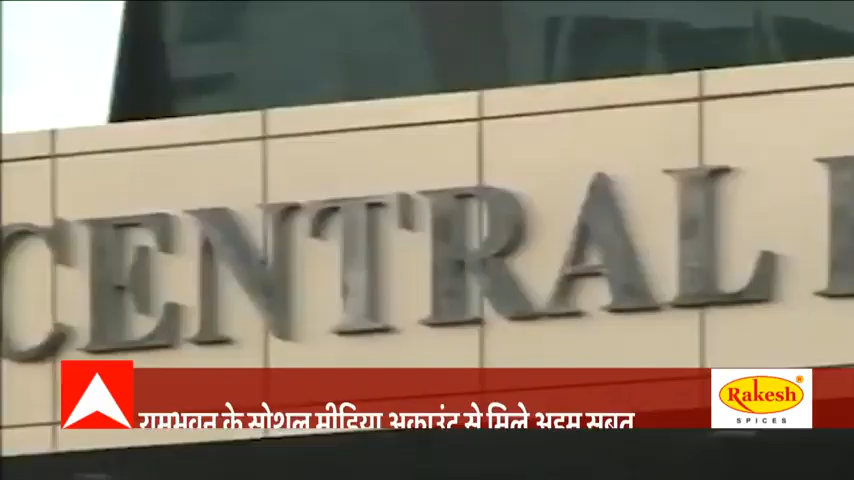 CENTRAL
रामभवन के सोशल मीडिया अकाउंट से मिले अहम सबूत
Rakesh
SPICES